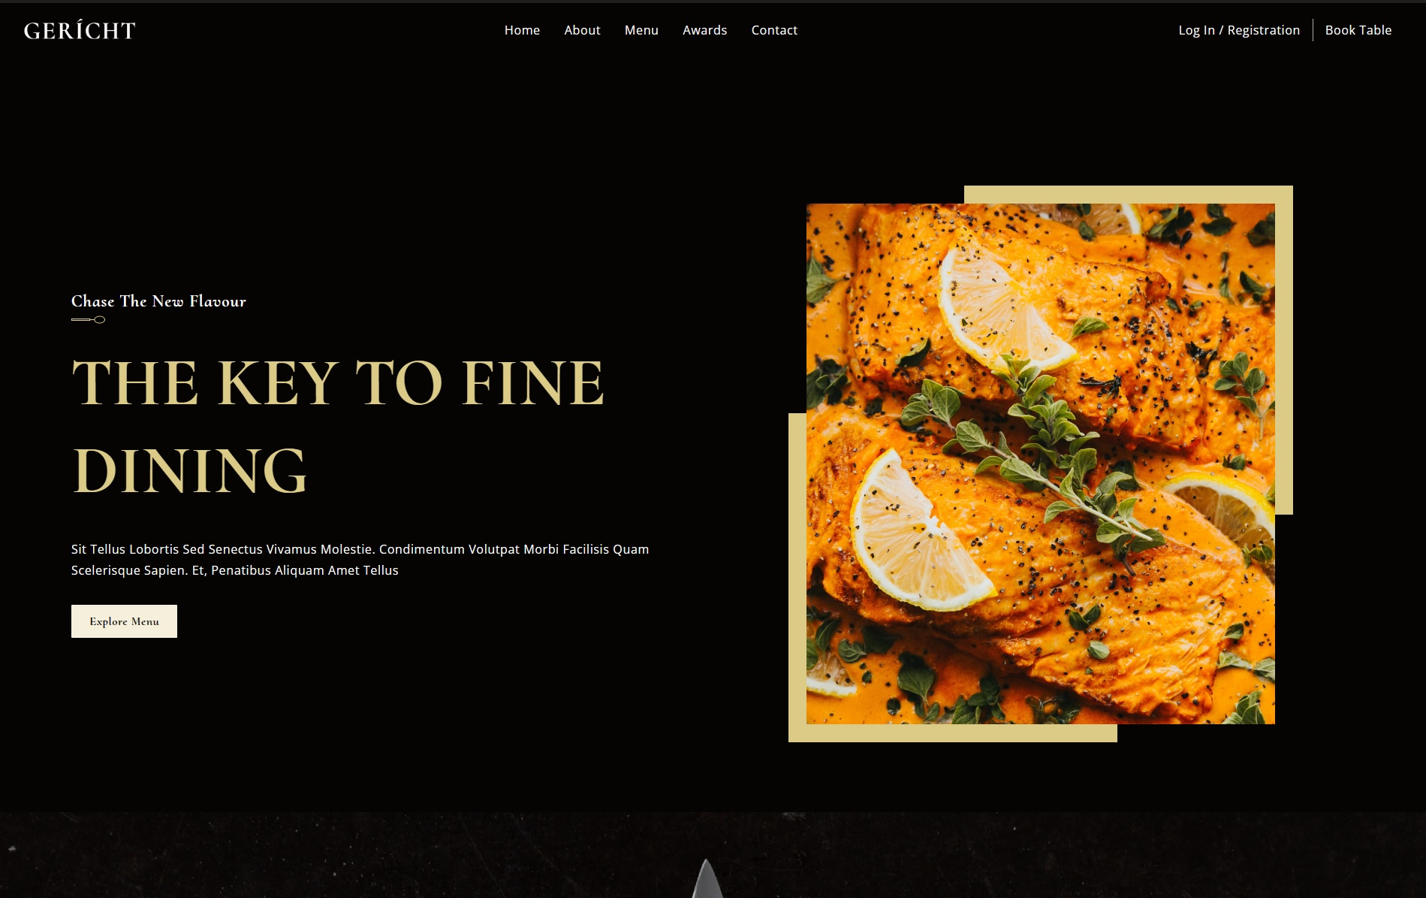 GERÍCHT
Home
About
Menu
Awards
Contact
Log In / Registration
Book Table
Chase The New Flavour
THE KEY TO FINE
DINING
Sit Tellus Lobortis Sed Senectus Vivamus Molestie. Condimentum Volutpat Morbi Facilisis Quam
Scelerisque Sapien. Et, Penatibus Aliquam Amet Tellus
Explore Menu